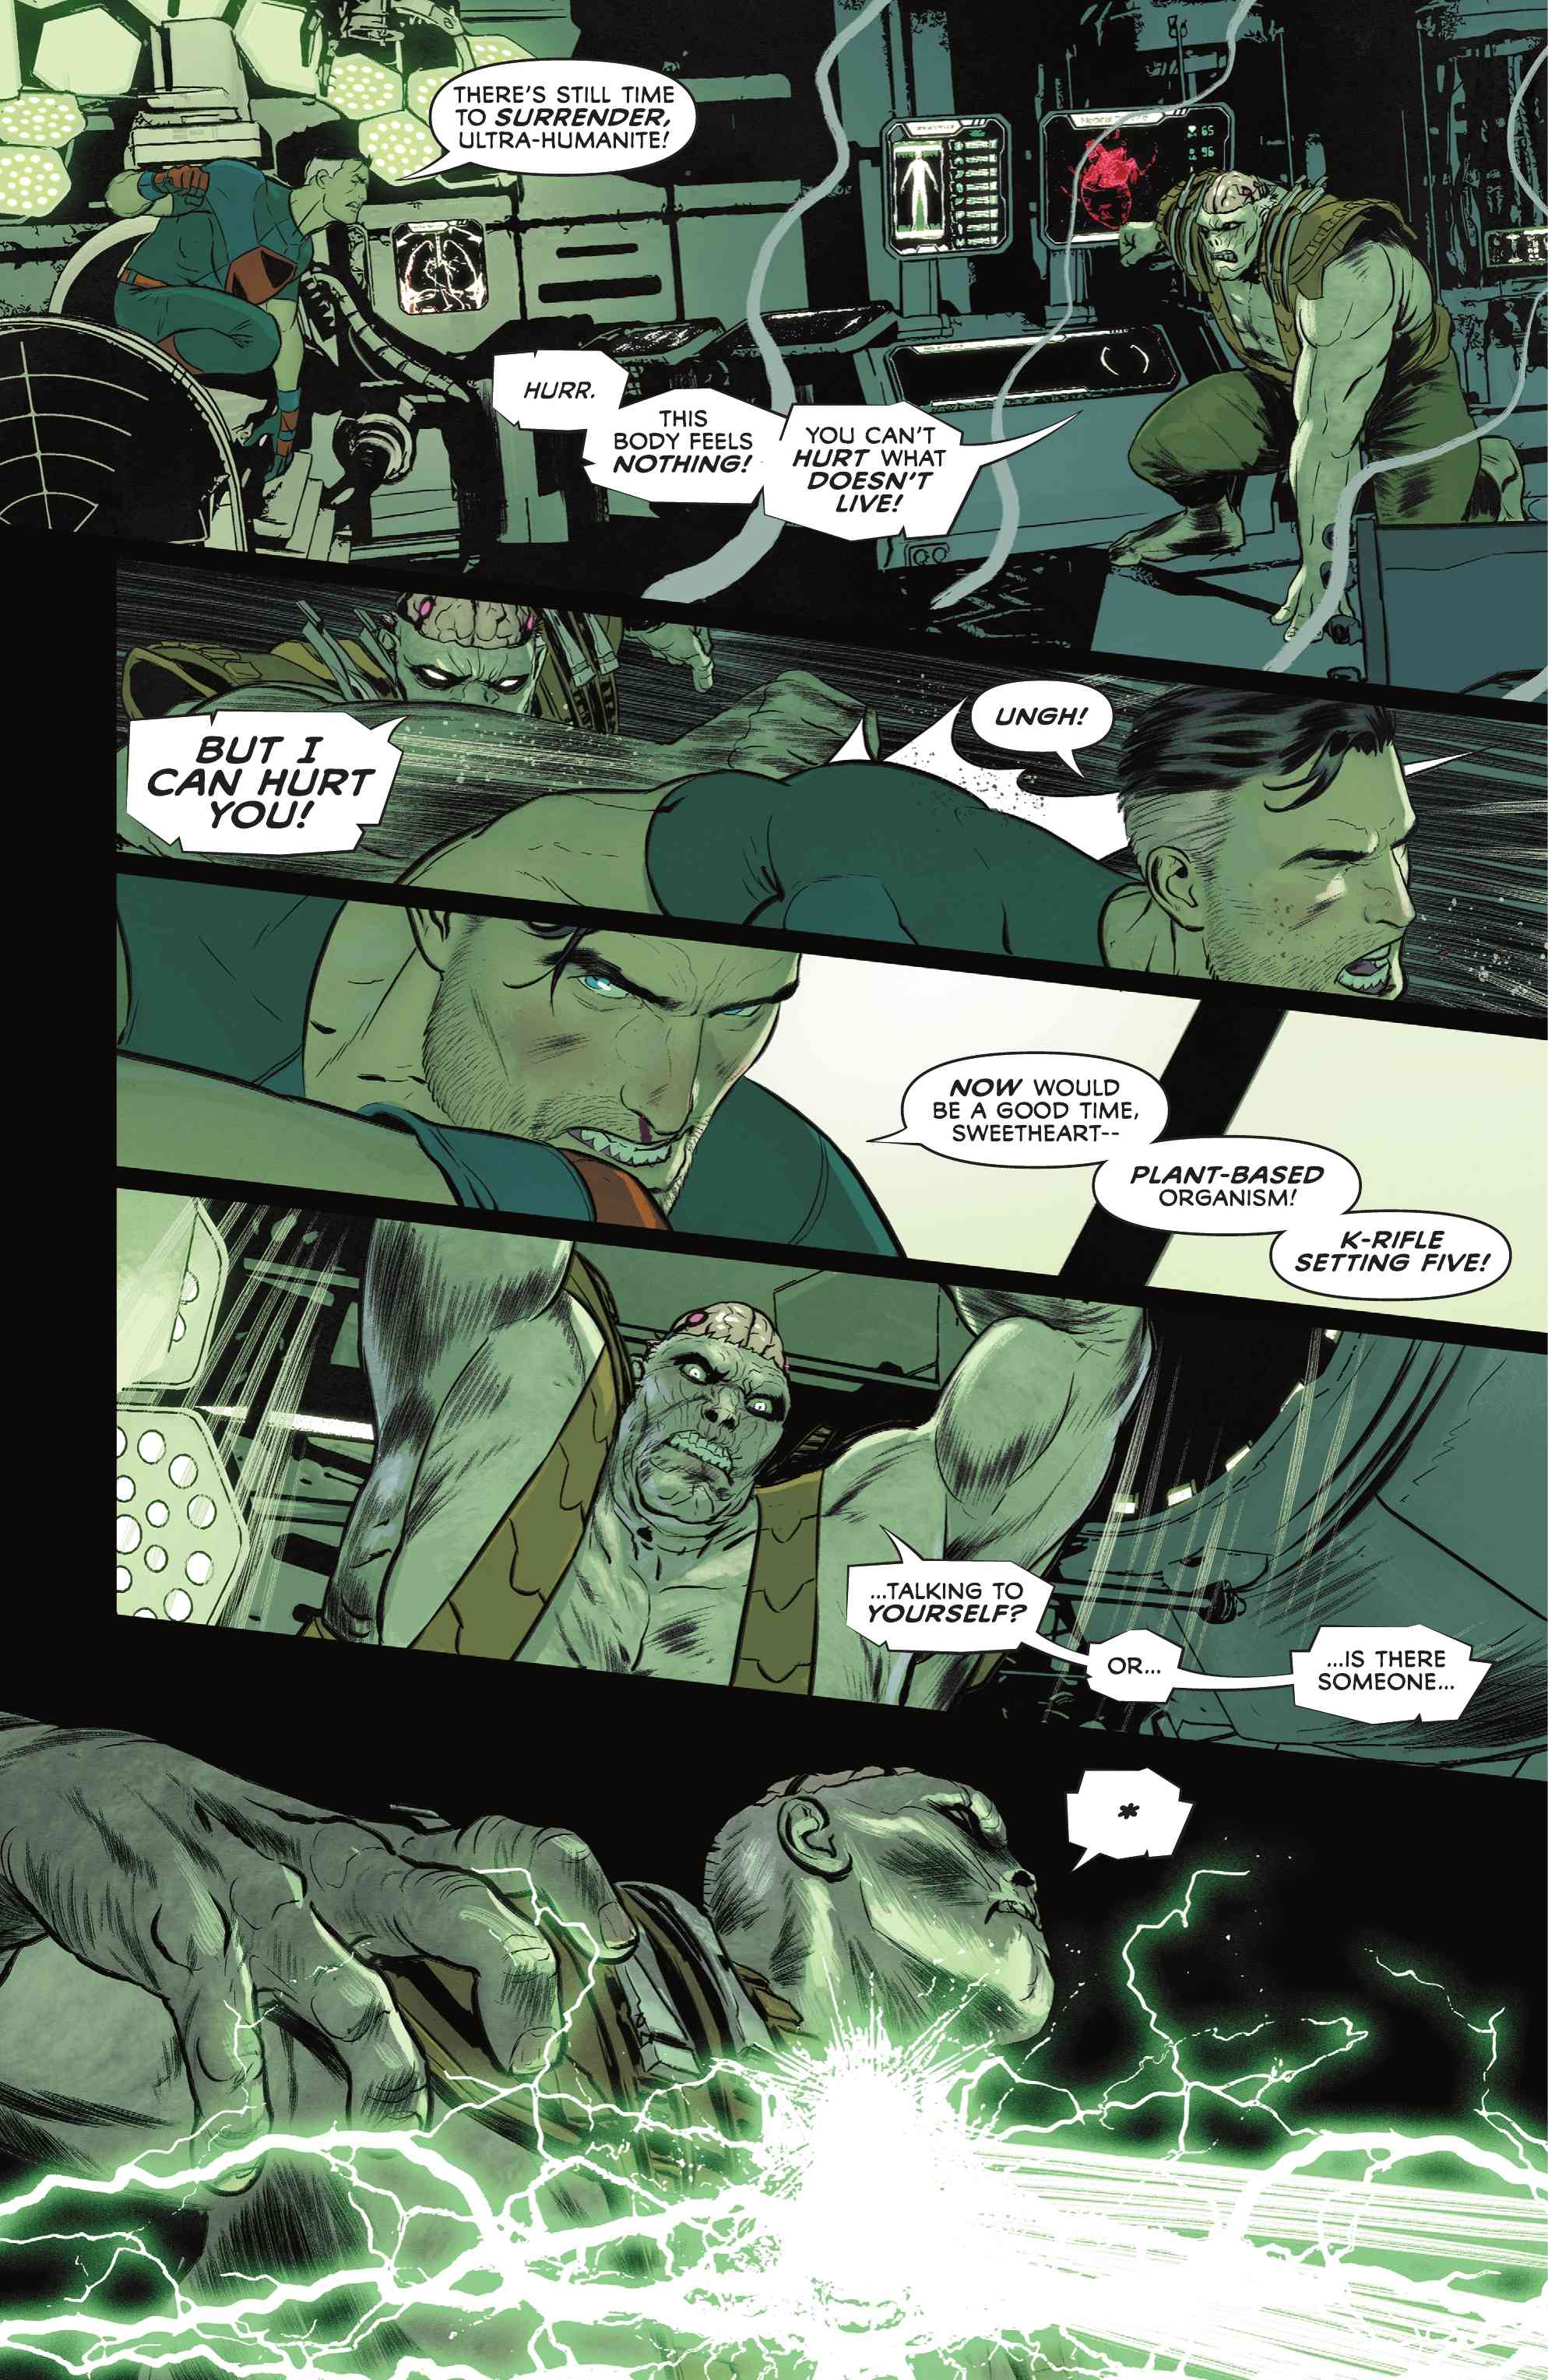 THERE'S STILL TIME
TO SURRENDER,
ULTRA-HUMANITE!
65
96
HURR.
THIS
BODY FEELS
NOTHING!
YOU CAN'T
HURT WHAT
DOESN'T
LIVE!
BUT I
CAN HURT
YOU!
UNGH!
NOW WOULD
BE A GOOD TIME,
SWEETHEART--
PLANT-BASED
ORGANISM!
K-RIFLE
SETTING FIVE!
...TALKING TO
YOURSELF?
OR...
...IS THERE
SOMEONE...
*